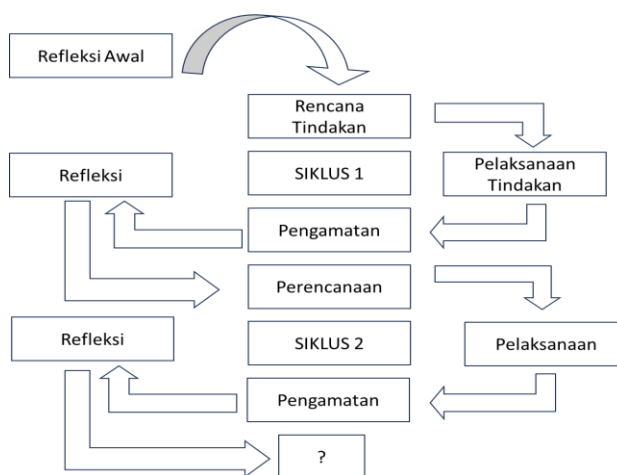 Refleksi Awal
Rencana
Tindakan
Pelaksanaan
Tindakan
SIKLUS 1
Refleksi
Pengamatan
Perencanaan
Refleksi
SIKLUS 2
Pelaksanaan
Pengamatan
?